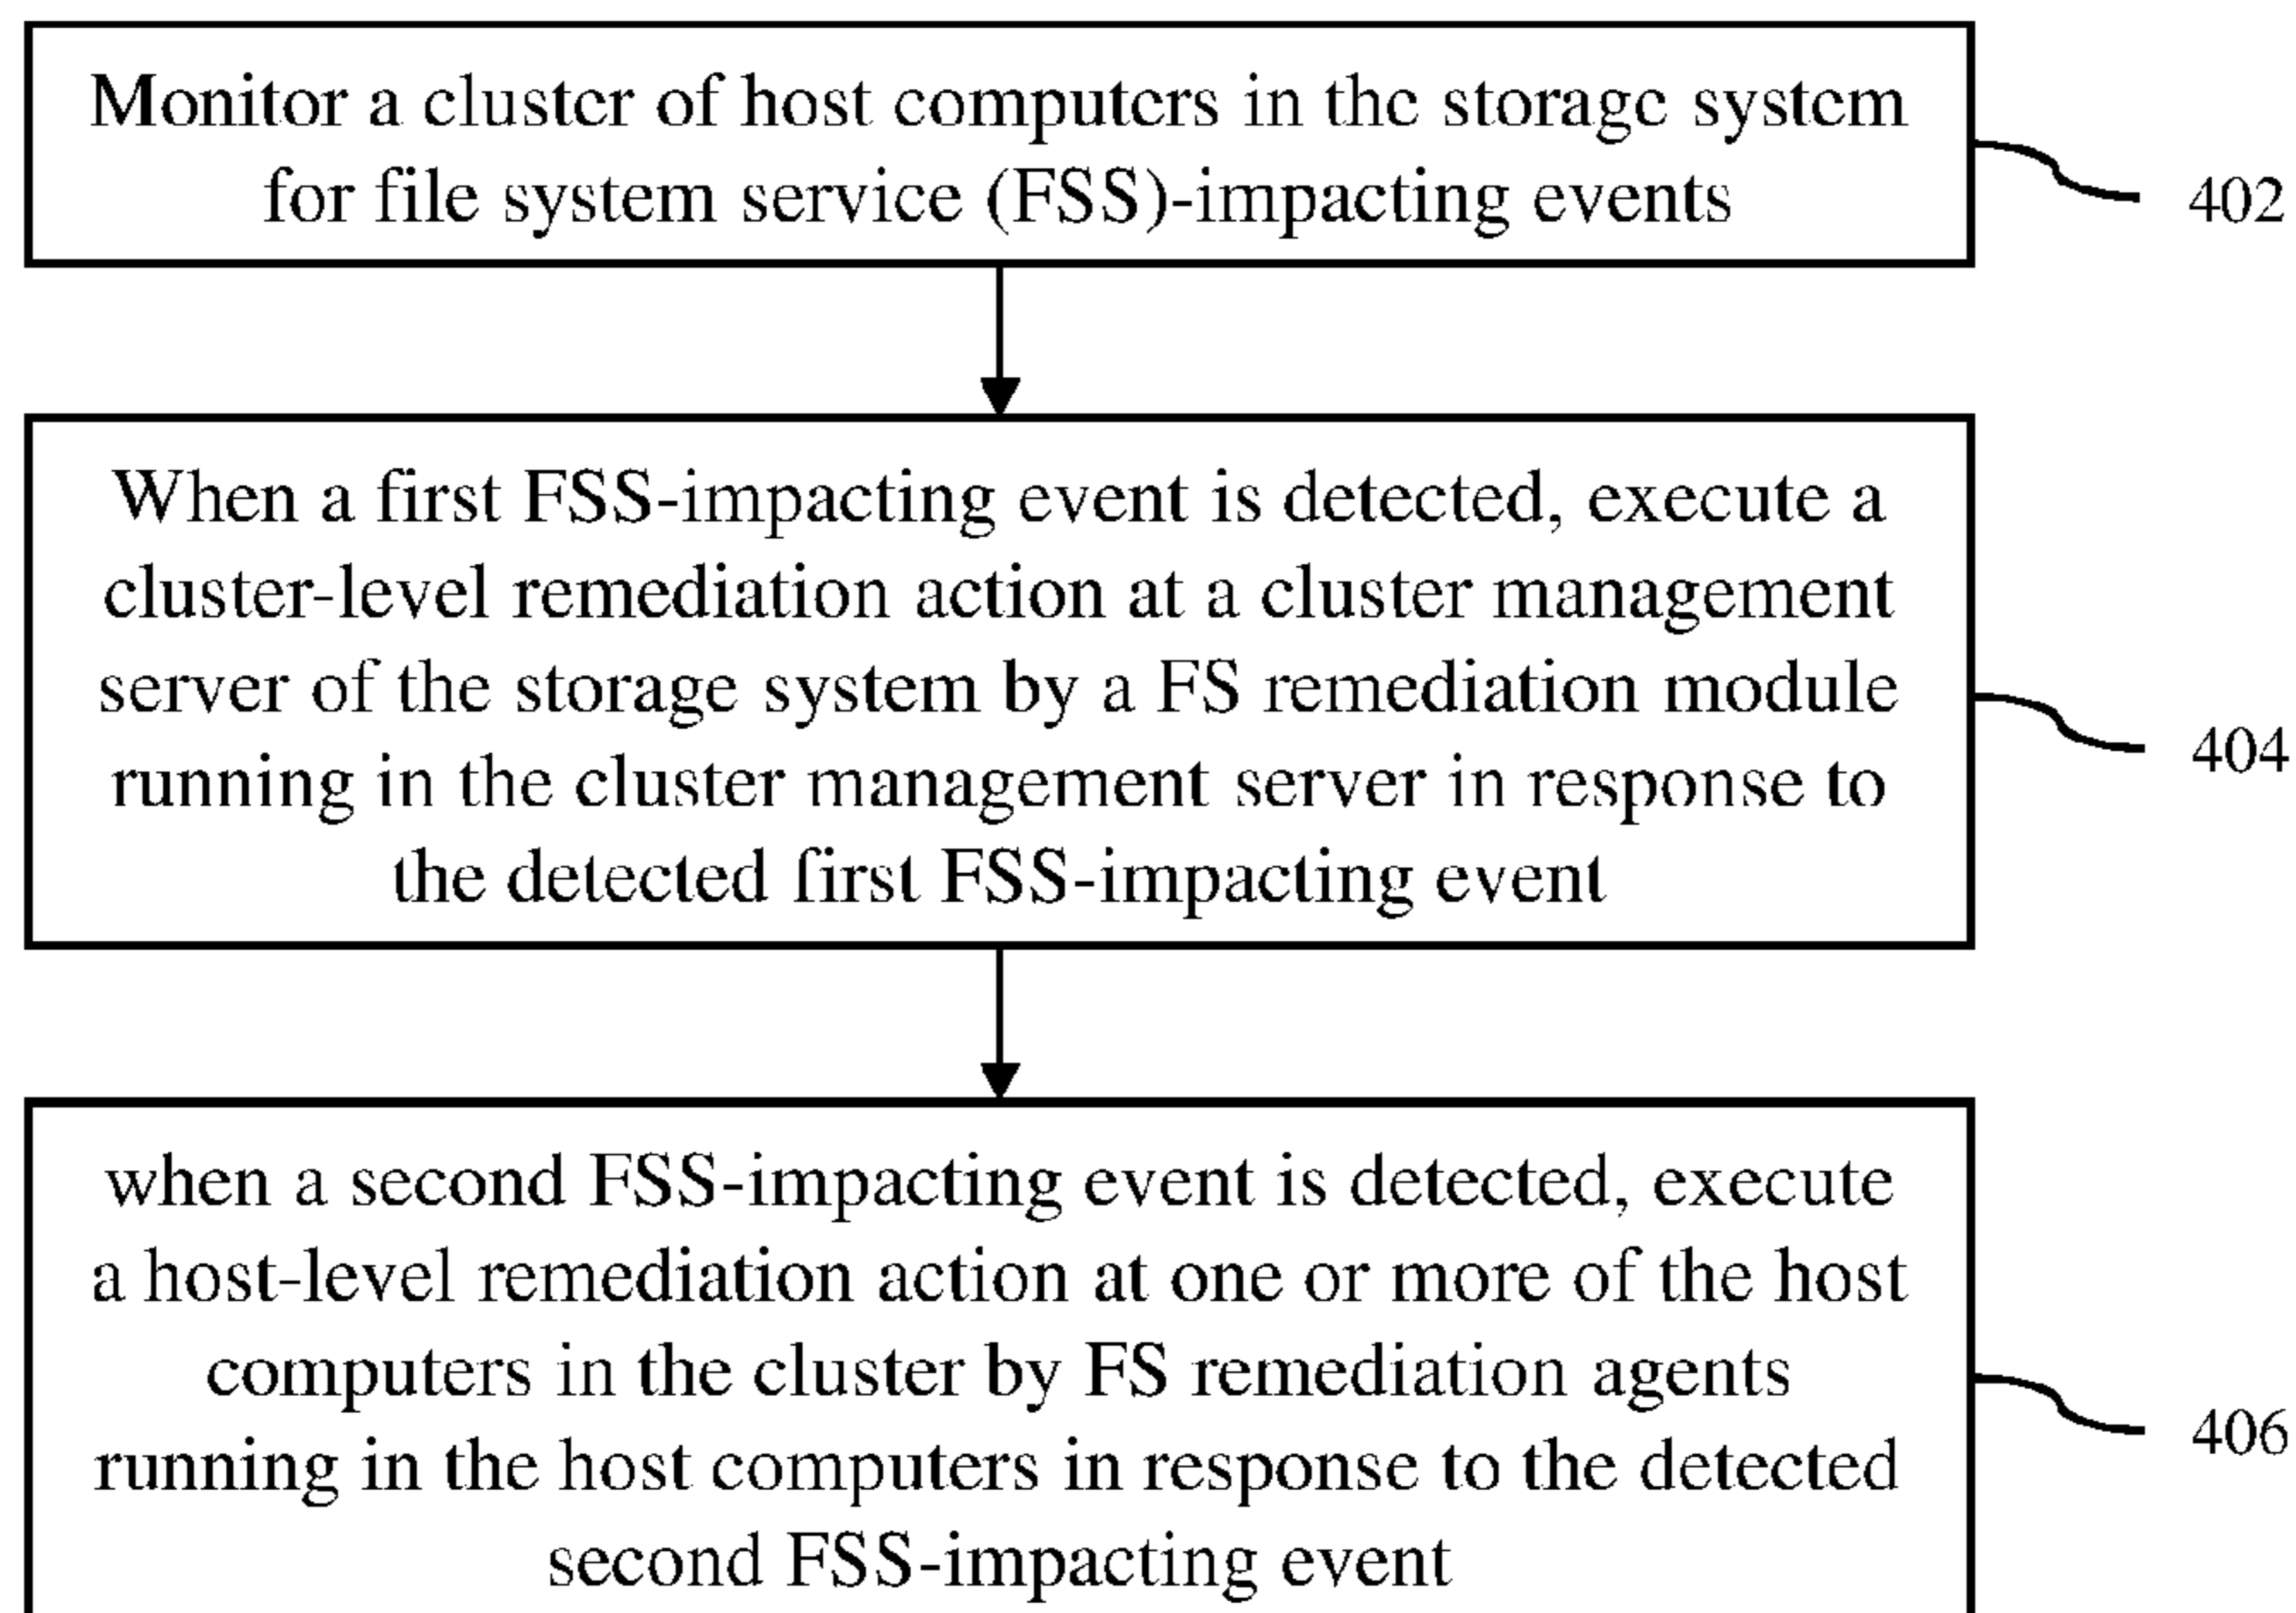 Monitor a cluster of host computers in the storage system
for file system service (FSS)-impacting events
402
When a first FSS-impacting event is detected, execute a
cluster-level remediation action at a cluster management
server of the storage system by a FS remediation module
running in the cluster management server in response to
the detected first FSS-impacting event
404
when a second FSS-impacting event is detected, execute
a host-level remediation action at one or more of the host
computers in the cluster by FS remediation agents
running in the host computers in response to the detected
second FSS-impacting event
406